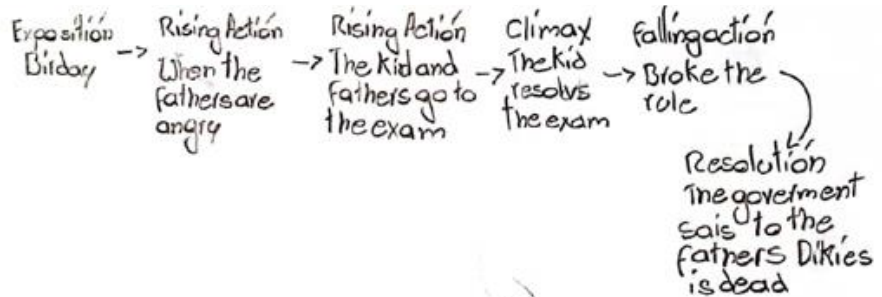 Exposition
Birday
->
Rising Action
When the
fathers are
angry
->
Rising Action
The kid and
fathers go to
the exam
->
Climax
The kid
resolvs
the exam
->
falling action
Broke the
role
Resolution
The goverment
sais to the
fathers Dikies
is dead